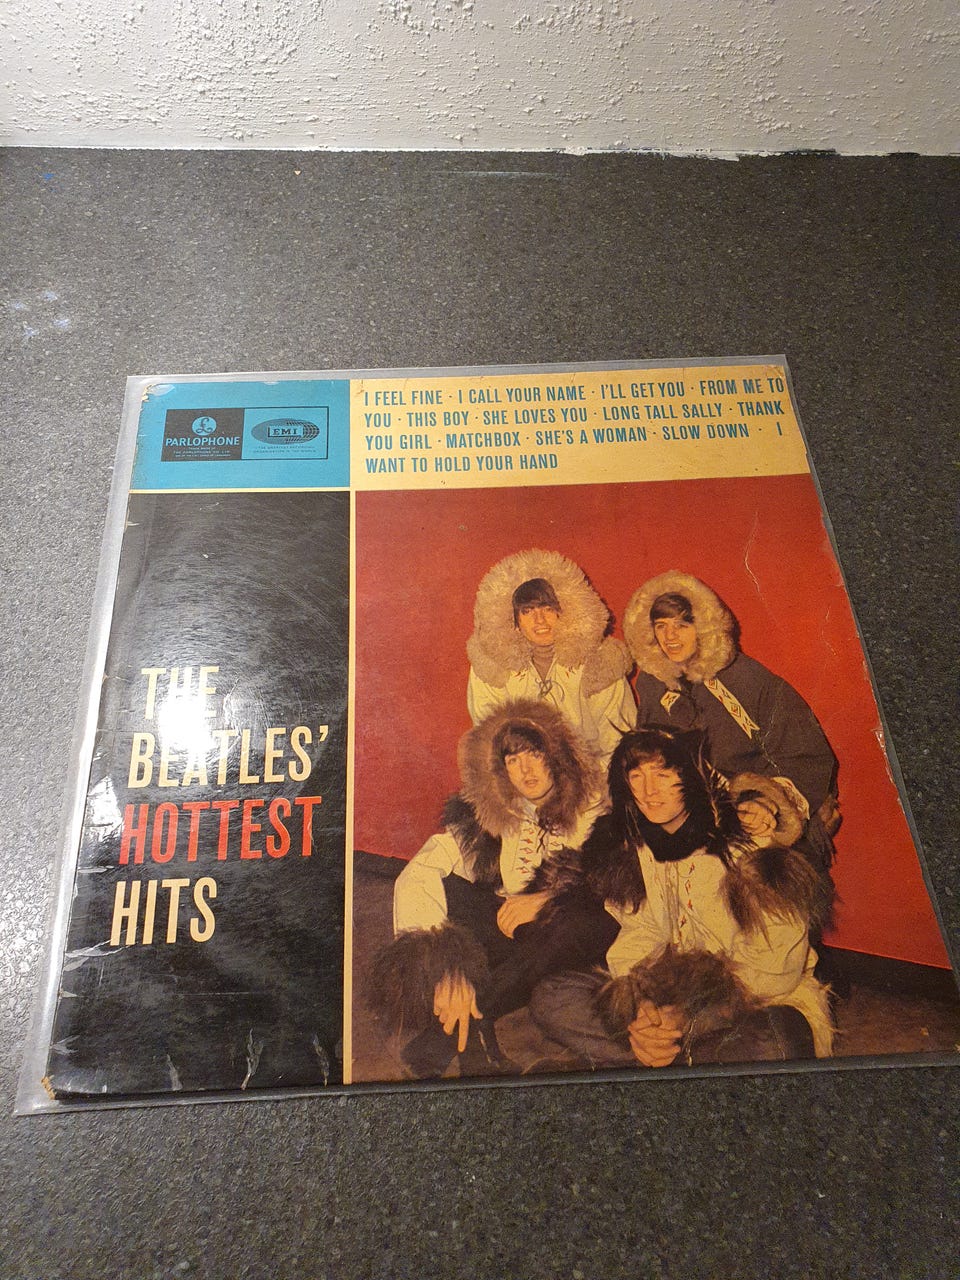 I FEEL FINE · I CALL YOUR NAME · I'LL GET YOU · FROM ME TO
YOU · THIS BOY · SHE LOVES YOU · LONG TALL SALLY · THANK
YOU GIRL · MATCHBOX · SHE'S A WOMAN · SLOW DOWN · I
WANT TO HOLD YOUR HAND
PARLOPHONE
EMI
THE
BEATLES'
HOTTEST
HITS